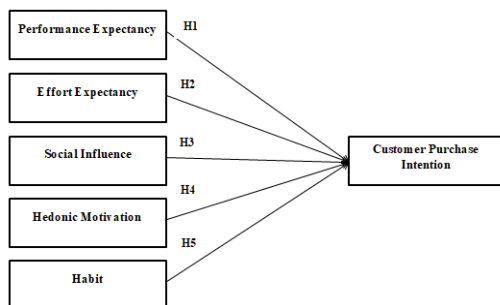 Performance Expectancy
H1
Effort Expectancy
H2
Social Influence
H3
Customer Purchase
Intention
Hedonic Motivation
H4
Habit
H5